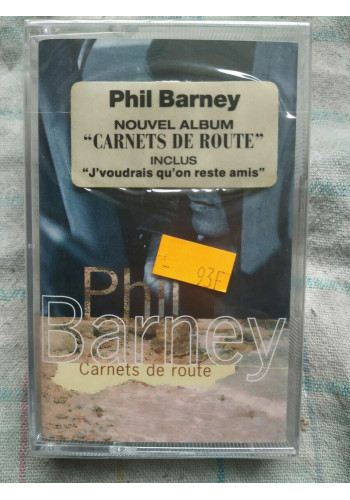 Phil Barney
NOUVEL ALBUM
“CARNETS DE ROUTE”
INCLUS
“J’voudrais qu’on reste amis”
93F
Phil
Barney
Carnets de route